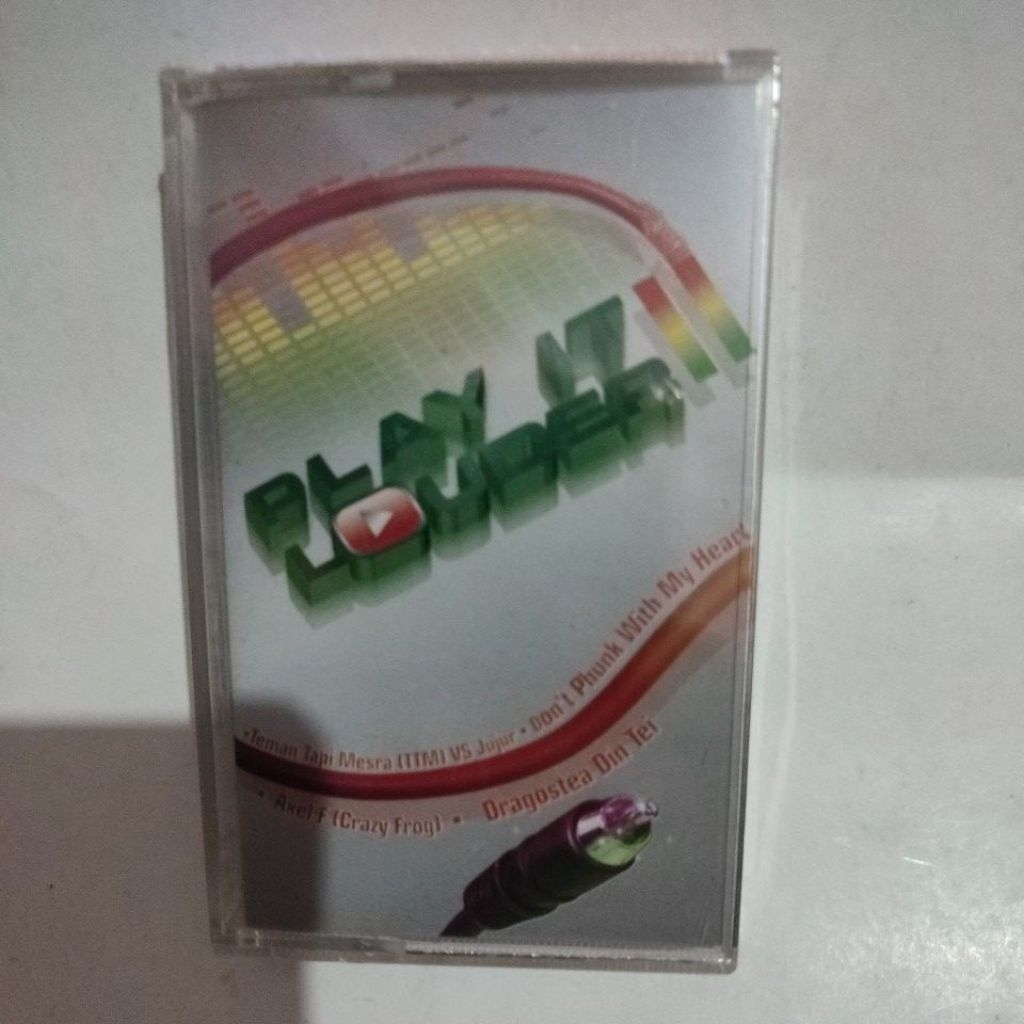 PLAY IT
LOUDER
•Teman Tapi Mesra (TTM) VS Jujur • Don't Phunk With My Heart
• Axel F (Crazy Frog) • Dragostea Din Tei